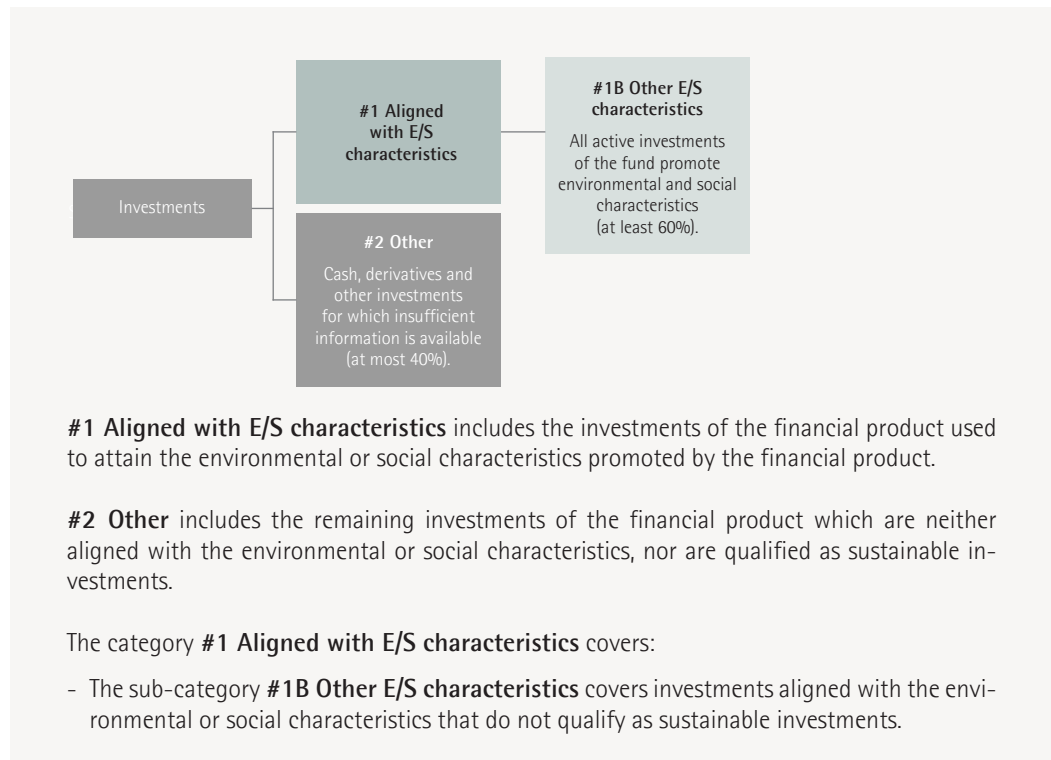 Investments
#1 Aligned
with E/S
characteristics
#2 Other
Cash, derivatives and
other investments
for which insufficient
information is available
(at most 40%).
#1B Other E/S
characteristics
All active investments
of the fund promote
environmental and social
characteristics
(at least 60%).
#1 Aligned with E/S characteristics includes the investments of the financial product used
to attain the environmental or social characteristics promoted by the financial product.
#2 Other includes the remaining investments of the financial product which are neither
aligned with the environmental or social characteristics, nor are qualified as sustainable in-
vestments.
The category #1 Aligned with E/S characteristics covers:
- The sub-category #1B Other E/S characteristics covers investments aligned with the envi-
ronmental or social characteristics that do not qualify as sustainable investments.